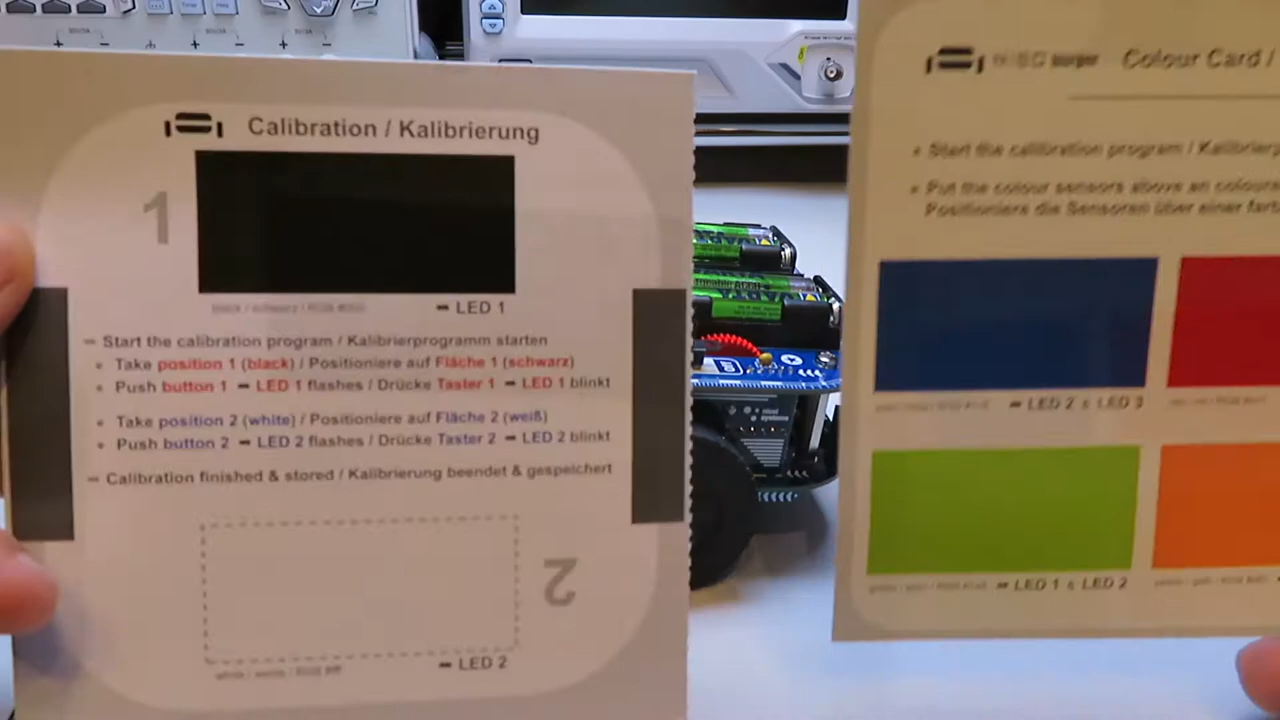 Calibration / Kalibrierung
1
➡ LED 1
Start the calibration program / Kalibrierprogramm starten
Take position 1 (black) / Positioniere auf Fläche 1 (schwarz)
Push button 1 ➡ LED 1 flashes / Drücke Taster 1 ➡ LED 1 blinkt
Take position 2 (white) / Positioniere auf Fläche 2 (weiß)
Push button 2 ➡ LED 2 flashes / Drücke Taster 2 ➡ LED 2 blinkt
Calibration finished & stored / Kalibrierung beendet & gespeichert
2
➡ LED 2
Colour Card /
Start the calibration program /
Put the colour sensors above an
Positioniere die Sensoren über einer
➡ LED 2 & LED 3
➡ LED 1 & LED 2